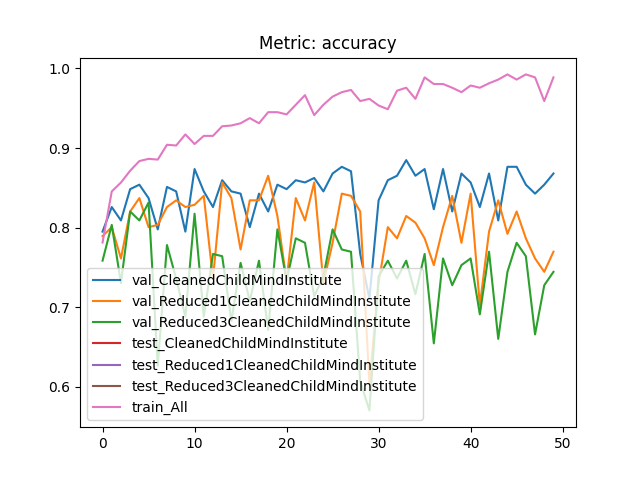 Metric: accuracy
1.0
0.9
0.8
0.7
0.6
val_CleanedChildMindInstitute
val_Reduced1CleanedChildMindInstitute
val_Reduced3CleanedChildMindInstitute
test_CleanedChildMindInstitute
test_Reduced1CleanedChildMindInstitute
test_Reduced3CleanedChildMindInstitute
train_All
0 10 20 30 40 50